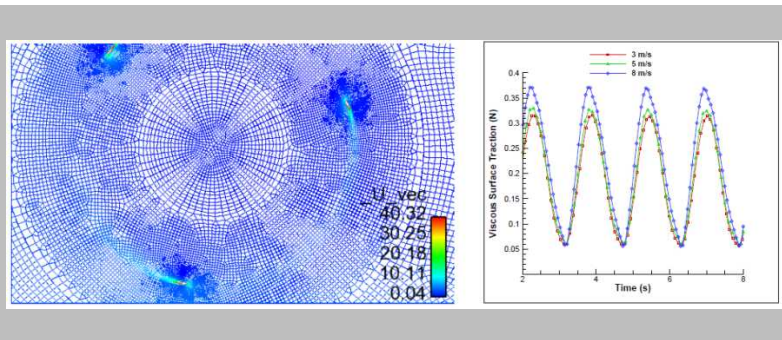 _U_vec
40.32
30.25
20.18
10.11
0.04
3 m/s
5 m/s
8 m/s
Viscous Surface Traction (N)
0.4
0.35
0.3
0.25
0.2
0.15
0.1
0.05
2
4
6
8
Time (s)